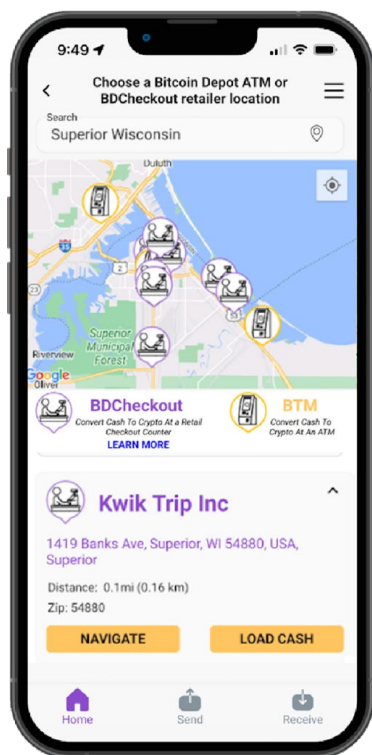 9:49
Choose a Bitcoin Depot ATM or
BDCheckout retailer location
Search
Superior Wisconsin
Duluth
35
2
23
53
Superior
Municipal
Forest
Riverview
Google
Oliver
BDCheckout
Convert Cash To Crypto At a Retail
Checkout Counter
LEARN MORE
BTM
Convert Cash To
Crypto At An ATM
Kwik Trip Inc
1419 Banks Ave, Superior, WI 54880, USA,
Superior
Distance: 0.1mi (0.16 km)
Zip: 54880
NAVIGATE
LOAD CASH
Home
Send
Receive